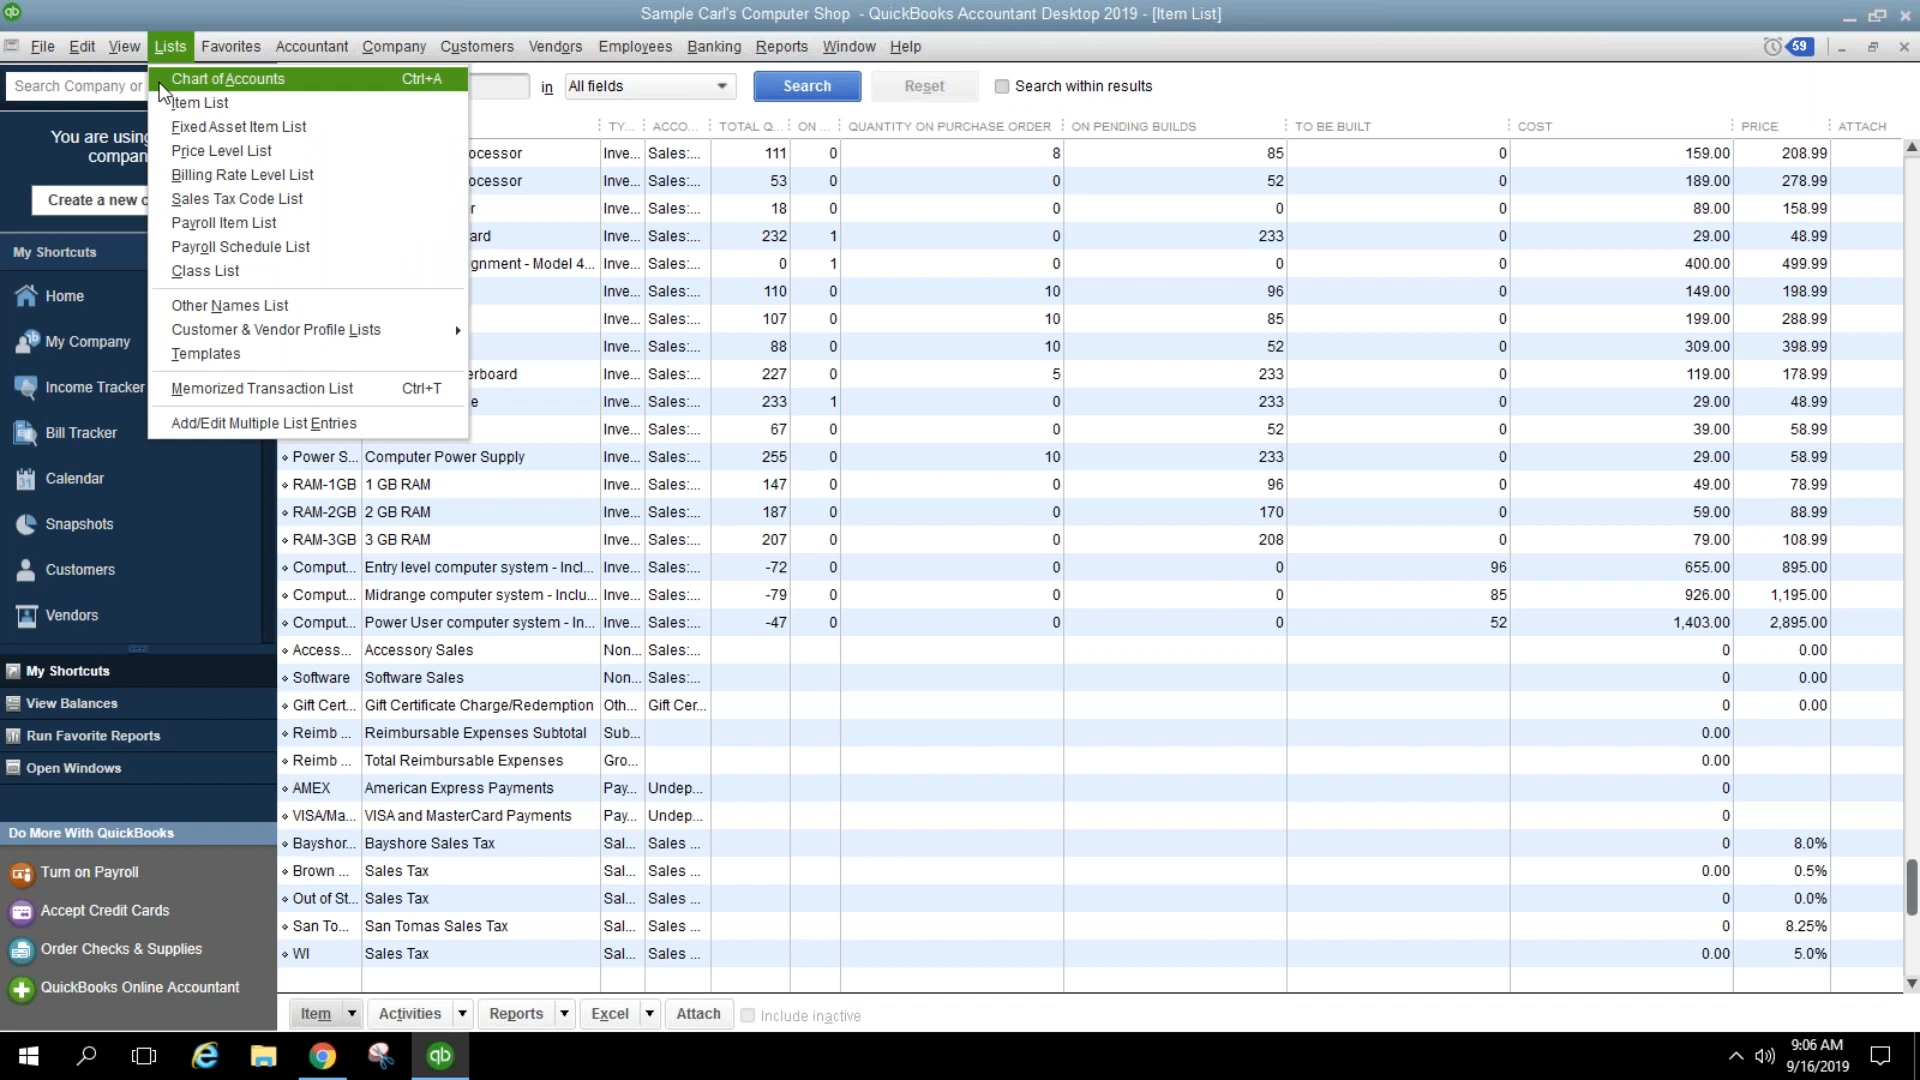 Sample Carl's Computer Shop - QuickBooks Accountant Desktop 2019 - [Item List]
File Edit View Lists Favorites Accountant Company Customers Vendors Employees Banking Reports Window Help 59
Search Company or in All fields Search Reset Search within results
Chart of Accounts Ctrl+A
Item List
Fixed Asset Item List
Price Level List
Billing Rate Level List
Sales Tax Code List
Payroll Item List
Payroll Schedule List
Class List
Other Names List
Customer & Vendor Profile Lists
Templates
Memorized Transaction List Ctrl+T
Add/Edit Multiple List Entries
You are using
compan
Create a new c
My Shortcuts
Home
My Company
Income Tracker
Bill Tracker
Calendar
31
Snapshots
Customers
Vendors
My Shortcuts
View Balances
Run Favorite Reports
Open Windows
Do More With QuickBooks
Turn on Payroll
Accept Credit Cards
Order Checks & Supplies
QuickBooks Online Accountant
TY... ACCO... TOTAL Q... ON ... QUANTITY ON PURCHASE ORDER ON PENDING BUILDS TO BE BUILT COST PRICE ATTACH
ocessor Inve... Sales:... 111 0 8 85 0 159.00 208.99
ocessor Inve... Sales:... 53 0 0 52 0 189.00 278.99
r Inve... Sales:... 18 0 0 0 0 89.00 158.99
ard Inve... Sales:... 232 1 0 233 0 29.00 48.99
gnment - Model 4... Inve... Sales:... 0 1 0 0 0 400.00 499.99
Inve... Sales:... 110 0 10 96 0 149.00 198.99
Inve... Sales:... 107 0 10 85 0 199.00 288.99
Inve... Sales:... 88 0 10 52 0 309.00 398.99
erboard Inve... Sales:... 227 0 5 233 0 119.00 178.99
e Inve... Sales:... 233 1 0 233 0 29.00 48.99
Inve... Sales:... 67 0 0 52 0 39.00 58.99
Power S... Computer Power Supply Inve... Sales:... 255 0 10 233 0 29.00 58.99
RAM-1GB 1 GB RAM Inve... Sales:... 147 0 0 96 0 49.00 78.99
RAM-2GB 2 GB RAM Inve... Sales:... 187 0 0 170 0 59.00 88.99
RAM-3GB 3 GB RAM Inve... Sales:... 207 0 0 208 0 79.00 108.99
Comput... Entry level computer system - Incl... Inve... Sales:... -72 0 0 0 96 655.00 895.00
Comput... Midrange computer system - Inclu... Inve... Sales:... -79 0 0 0 85 926.00 1,195.00
Comput... Power User computer system - In... Inve... Sales:... -47 0 0 0 52 1,403.00 2,895.00
Access... Accessory Sales Non... Sales:... 0 0.00
Software Software Sales Non... Sales:... 0 0.00
Gift Cert... Gift Certificate Charge/Redemption Oth... Gift Cer... 0 0.00
Reimb ... Reimbursable Expenses Subtotal Sub... 0.00
Reimb ... Total Reimbursable Expenses Gro... 0.00
AMEX American Express Payments Pay... Undep... 0
VISA/Ma... VISA and MasterCard Payments Pay... Undep... 0
Bayshor... Bayshore Sales Tax Sal... Sales ... 0 8.0%
Brown ... Sales Tax Sal... Sales ... 0.00 0.5%
Out of St... Sales Tax Sal... Sales ... 0 0.0%
San To... San Tomas Sales Tax Sal... Sales ... 0 8.25%
WI Sales Tax Sal... Sales ... 0.00 5.0%
Item Activities Reports Excel Attach Include inactive
qb
9:06 AM
9/16/2019